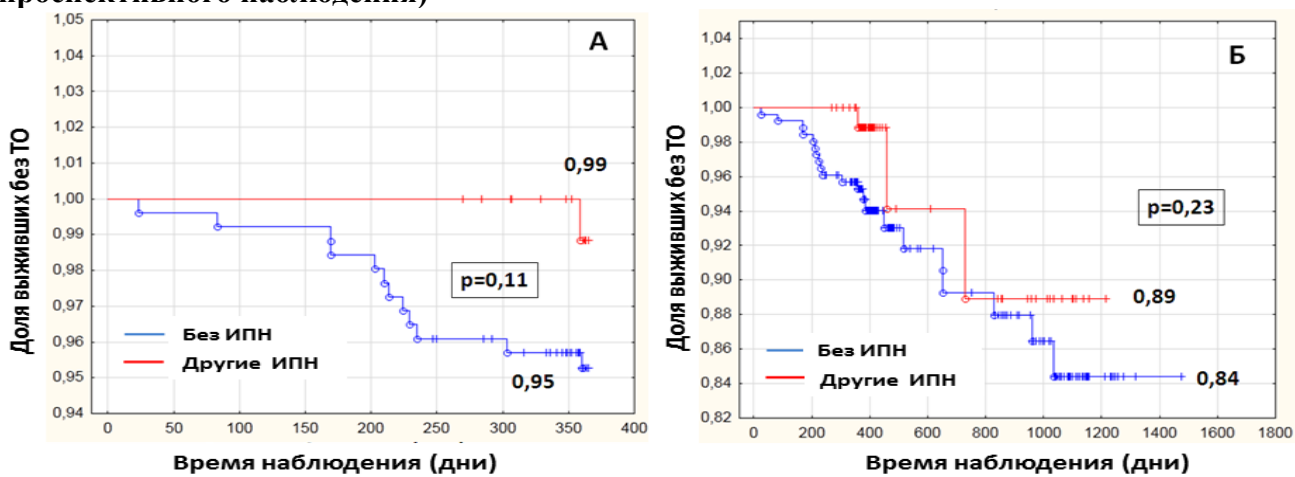 проспективного наблюдения)
1,05
1,04
1,03
1,02
1,01
1,00
0,99
0,98
0,97
0,96
0,95
0,94
Доля выживших без ТО
А
0,99
p=0,11
0,95
Без ИПН
Другие ИПН
0 50 100 150 200 250 300 350 400
Время наблюдения (дни)
1,04
1,02
1,00
0,98
0,96
0,94
0,92
0,90
0,88
0,86
0,84
0,82
Доля выживших без ТО
Б
p=0,23
0,89
0,84
Без ИПН
Другие ИПН
0 200 400 600 800 1000 1200 1400 1600 1800
Время наблюдения (дни)